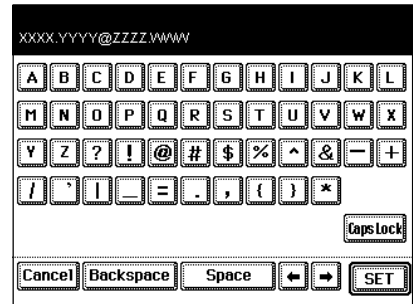 XXXX.YYYY@ZZZZ.WWW
A B C D E F G H I J K L
M N O P Q R S T U V W X
Y Z ? ! @ # $ % ^ & — +
/ ` | _ = . , { } *
Caps Lock
Cancel Backspace Space ← → SET